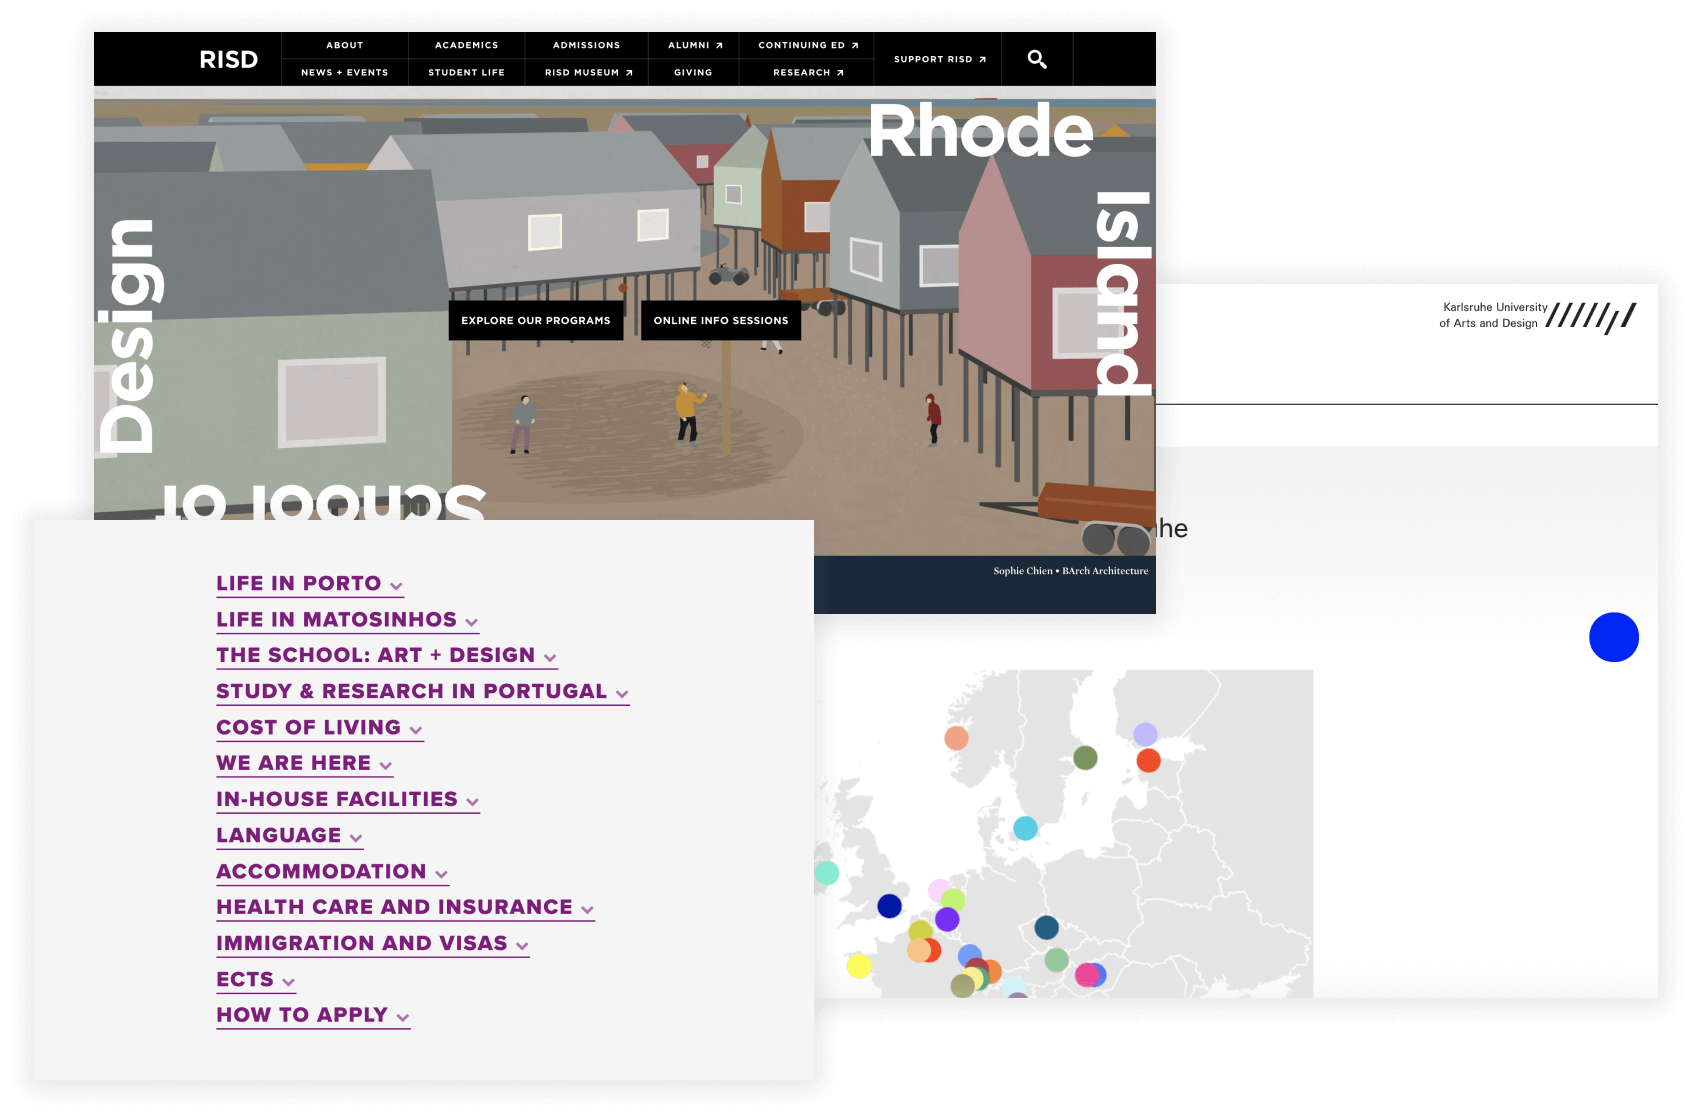 RISD
ABOUT
ACADEMICS
ADMISSIONS
ALUMNI
CONTINUING ED
SUPPORT RISD
NEWS + EVENTS
STUDENT LIFE
RISD MUSEUM
GIVING
RESEARCH
Rhode
Island
School of
Design
EXPLORE OUR PROGRAMS
ONLINE INFO SESSIONS
Sophie Chien • BArch Architecture
Karlsruhe University
of Arts and Design
LIFE IN PORTO
LIFE IN MATOSINHOS
THE SCHOOL: ART + DESIGN
STUDY & RESEARCH IN PORTUGAL
COST OF LIVING
WE ARE HERE
IN-HOUSE FACILITIES
LANGUAGE
ACCOMMODATION
HEALTH CARE AND INSURANCE
IMMIGRATION AND VISAS
ECTS
HOW TO APPLY